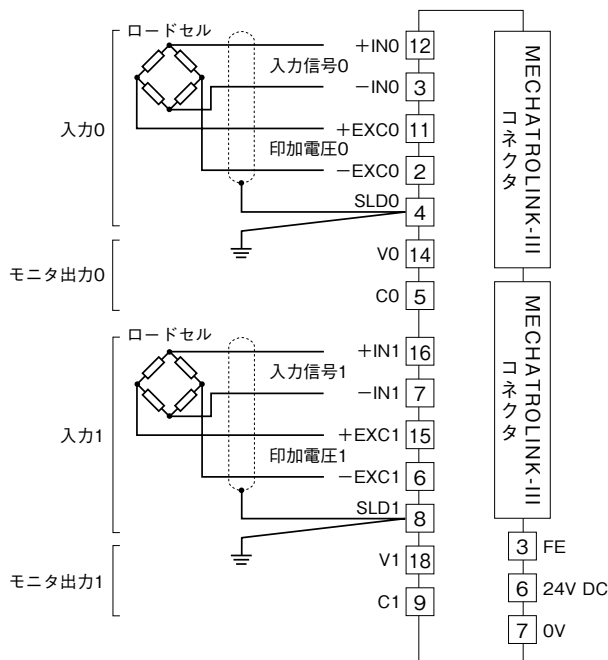 ロードセル
+IN0 12
入力信号0
−IN0 3
入力0
+EXC0 11
印加電圧0
−EXC0 2
SLD0
4
V0 14
モニタ出力0
C0 5
ロードセル
+IN1 16
入力信号1
−IN1 7
入力1
+EXC1 15
印加電圧1
−EXC1 6
SLD1
8
V1 18
モニタ出力1
C1 9
MECHATROLINK-III
コネクタ
MECHATROLINK-III
コネクタ
3 FE
6 24V DC
7 0V